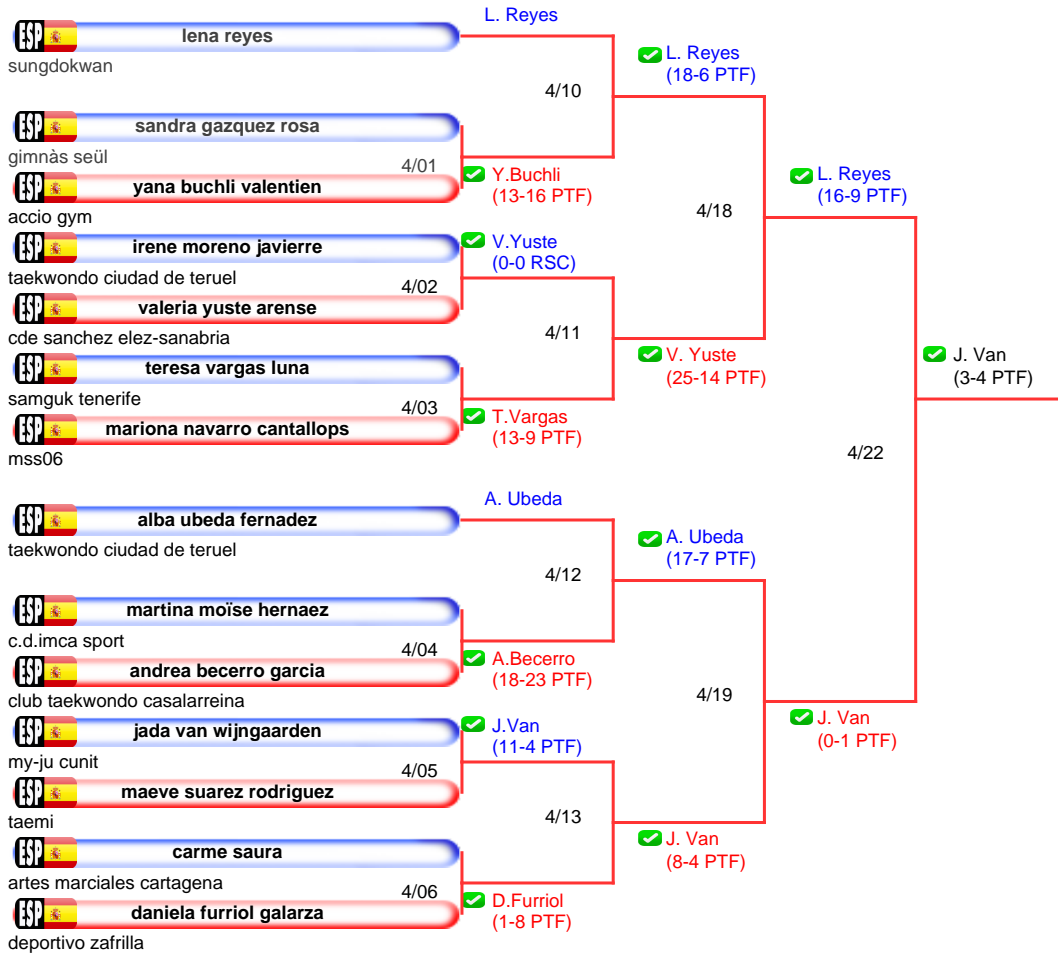 L. Reyes
ESP lena reyes
sungdokwan
L. Reyes
(18-6 PTF)
4/10
ESP sandra gazquez rosa
gimnàs seül
4/01
ESP yana buchli valentien
accio gym
Y.Buchli
(13-16 PTF)
L. Reyes
(16-9 PTF)
4/18
ESP irene moreno javierre
taekwondo ciudad de teruel
V.Yuste
(0-0 RSC)
4/02
ESP valeria yuste arense
cde sanchez elez-sanabria
4/11
V. Yuste
(25-14 PTF)
ESP teresa vargas luna
samguk tenerife
4/03
ESP mariona navarro cantallops
mss06
T.Vargas
(13-9 PTF)
J. Van
(3-4 PTF)
4/22
A. Ubeda
ESP alba ubeda fernadez
taekwondo ciudad de teruel
A. Ubeda
(17-7 PTF)
4/12
ESP martina moïse hernaez
c.d.imca sport
4/04
ESP andrea becerro garcia
club taekwondo casalarreina
A.Becerro
(18-23 PTF)
4/19
J. Van
(0-1 PTF)
ESP jada van wijngaarden
my-ju cunit
J.Van
(11-4 PTF)
4/05
ESP maeve suarez rodriguez
taemi
4/13
J. Van
(8-4 PTF)
ESP carme saura
artes marciales cartagena
4/06
ESP daniela furriol galarza
deportivo zafrilla
D.Furriol
(1-8 PTF)